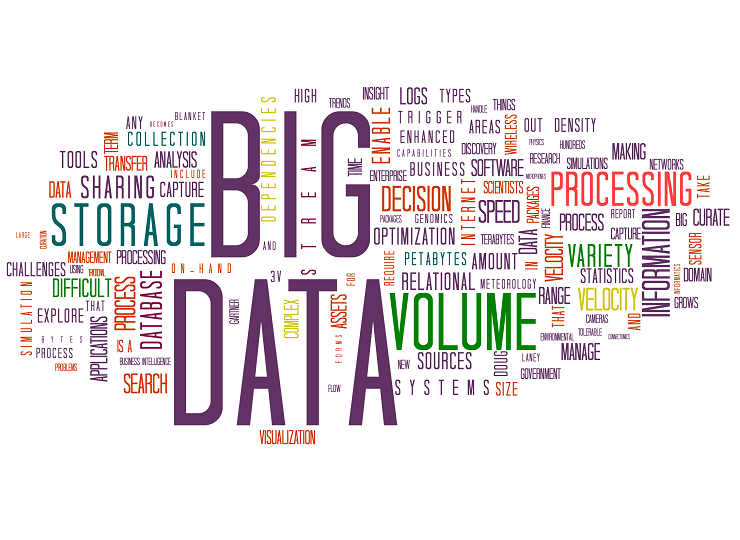 BIG
DATA
VOLUME
STORAGE
PROCESSING
INFORMATION
DECISION
SHARING
VARIETY
VELOCITY
SPEED
DATABASE
DIFFICULT
HIGH
TRENDS
INSIGHT
LOGS
TYPES
HANDLE
THINGS
ANY
BECOMES
BLANKET
COLLECTION
TERM
DEPENDENCIES
STREAM
TIME
ENABLE
TRIGGER
ENHANCED
CAPABILITIES
AREAS
WIRELESS
OUT
DENSITY
PHYSICS
HUNDREDS
DISCOVERY
RESEARCH
SIMULATIONS
MAKING
NETWORKS
TOOLS
TRANSFER
ANALYSIS
INCLUDE
DATA
CAPTURE
ENTERPRISE
BUSINESS
SOFTWARE
MICROPHONES
SCIENTISTS
PACKAGES
GENOMICS
INTERNET
PACKAGES
FINANCE
TAKE
LARGE
CURATION
AND
OPTIMIZATION
TERABYTES
DATA
PROCESS
REPORT
CAPTURE
BIG
CURATE
MANAGEMENT
PROCESSING
ON-HAND
3V
FOR
REQUIRE
PETABYTES
AMOUNT
IN
VELOCITY
STATISTICS
SENSOR
INFORMATICS
DOMAIN
CHALLENGES
USING
THAT
RELATIONAL
METEOROLOGY
RANGE
VELOCITY
GROWS
SIMULATION
EXPLORE
PROCESS
GARTNER
COMPLEX
ASSETS
THAT
CAMERAS
AND
BYTES
PROCESS
APPLICATIONS
IS A
FORMS
ENVIRONMENTAL
TOLERABLE
CONNECTOMICS
PROBLEMS
BUSINESS INTELLIGENCE
NEW
SOURCES
DOUG
LANEY
MANAGE
SEARCH
FLOW
SYSTEMS
SIZE
GOVERNMENT
VISUALIZATION